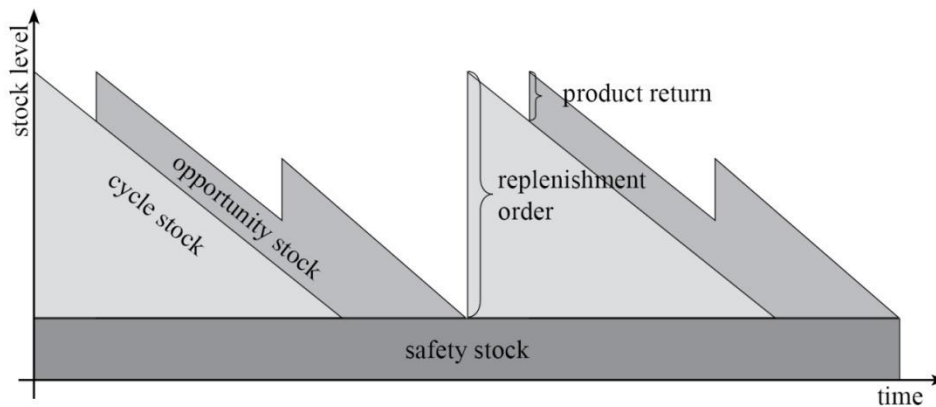 stock level
product return
opportunity stock
cycle stock
replenishment
order
safety stock
time